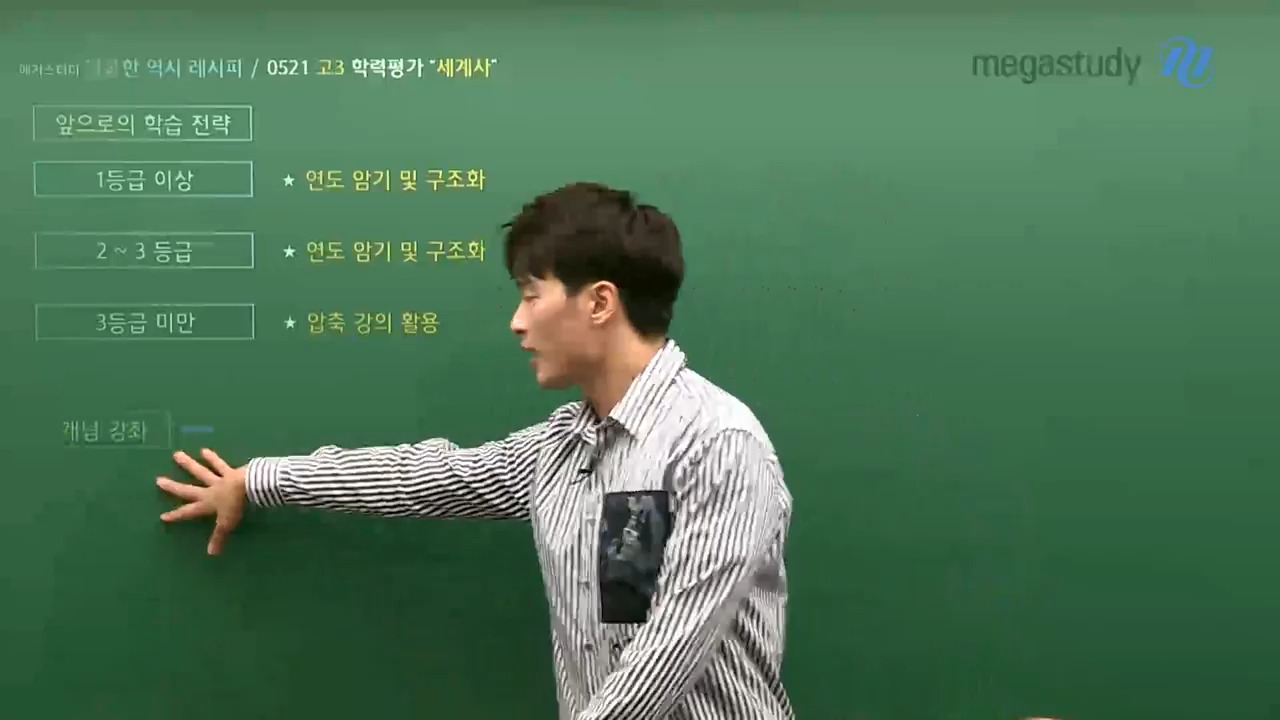 한 역시 레시피 / 0521 고3 학력평가 "세계사"
megastudy
앞으로의 학습 전략
1등급 이상 ★ 연도 암기 및 구조화
2 ~ 3 등급 ★ 연도 암기 및 구조화
3등급 미만 ★ 압축 강의 활용
개념 강좌